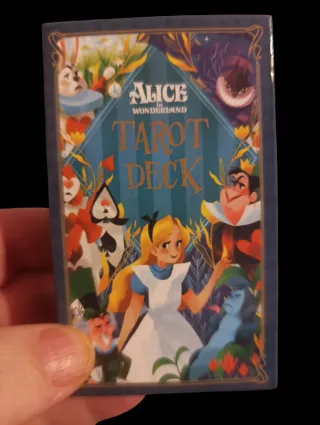 ALICE
in
WONDERLAND
TAROT
DECK